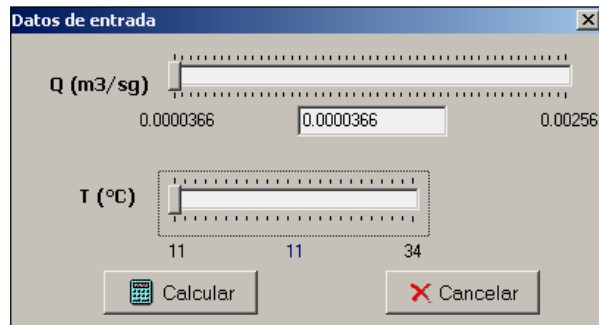 Datos de entrada
Q (m3/sg)
0.0000366 0.0000366 0.00256
T (ºC)
11 11 34
Calcular Cancelar